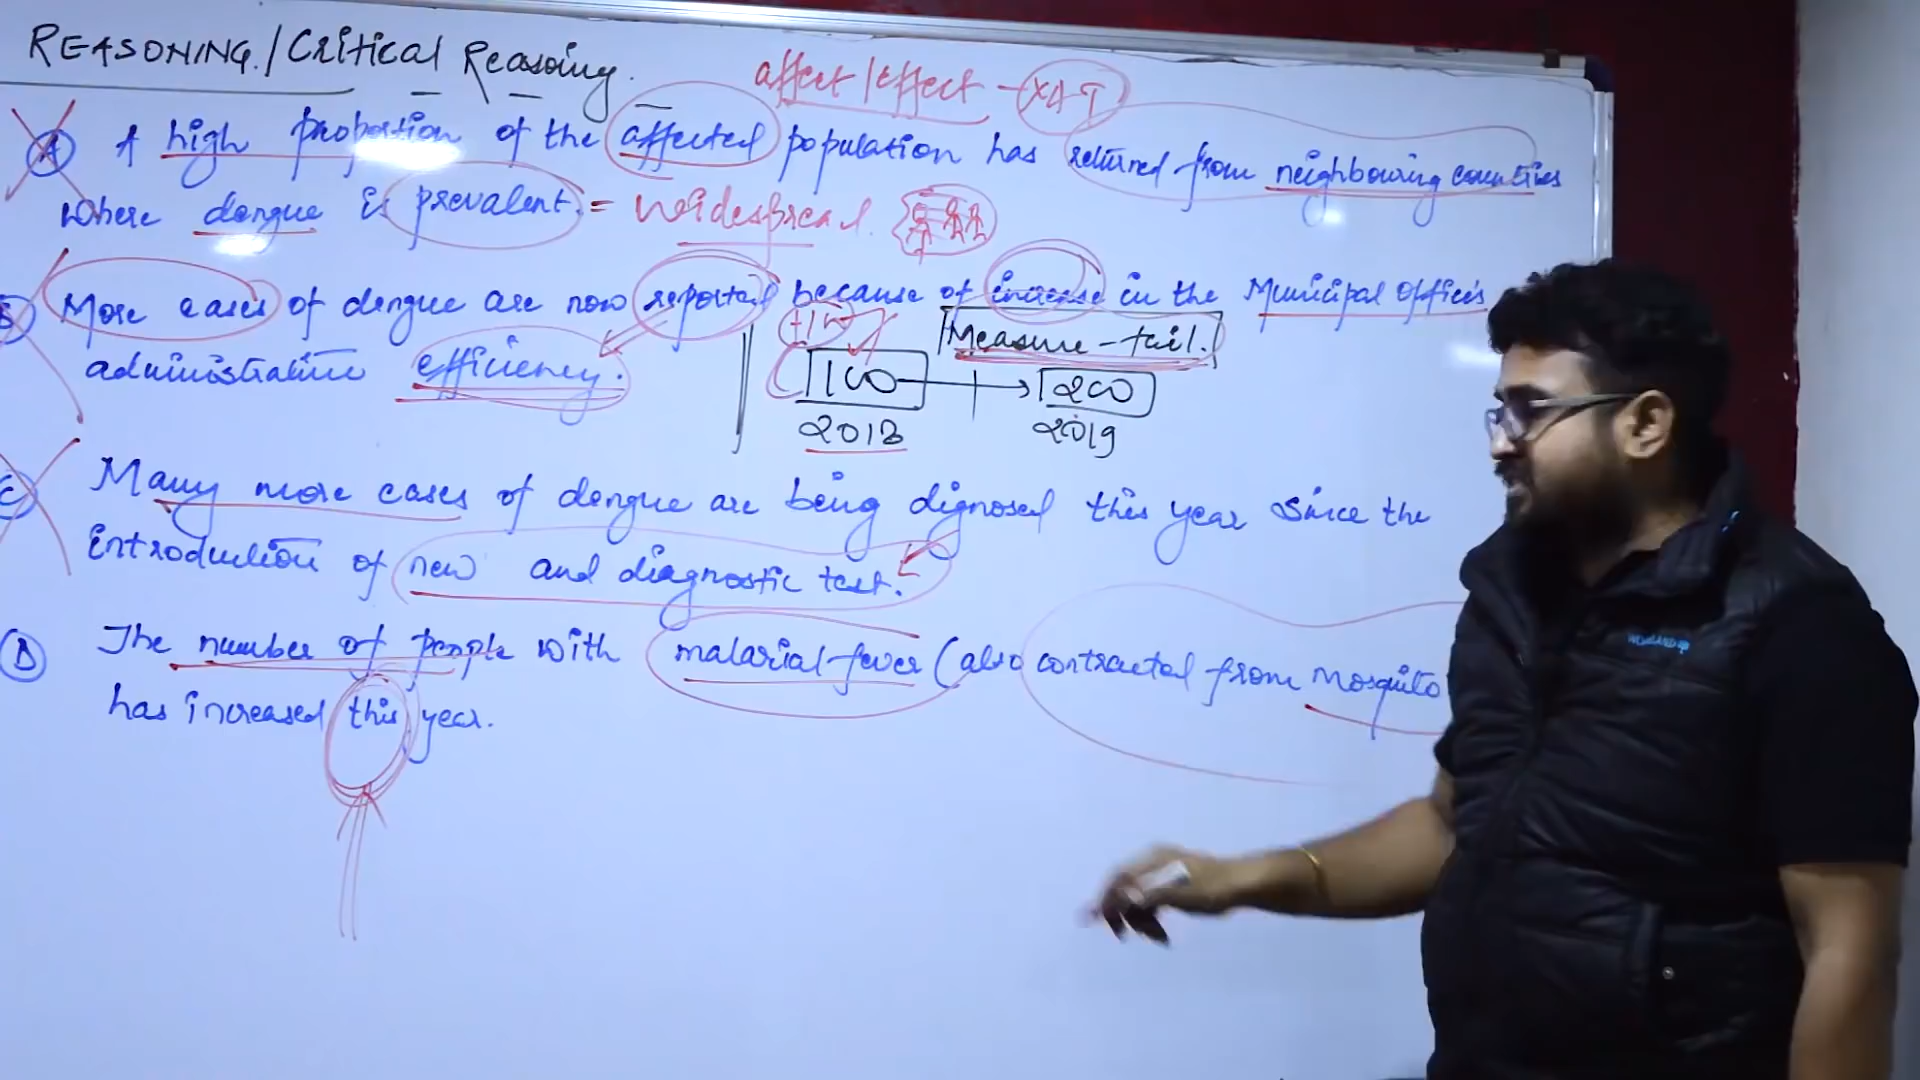 REASONING./Critical Reasoning.
affect/effect - XAT
A A high proportion of the affected population has returned from neighbouring countries
where dengue is prevalent. = widespread.
More cases of dengue are now reported because of increase in the Municipal Office's
administrative efficiency.
Measure-fail.
100 → 200
2018 2019
C Many more cases of dengue are being dignosed this year since the
Introduction of new and diagnostic test.
D The number of people with malarial fever (also contracted from mosquito
has increased this year.